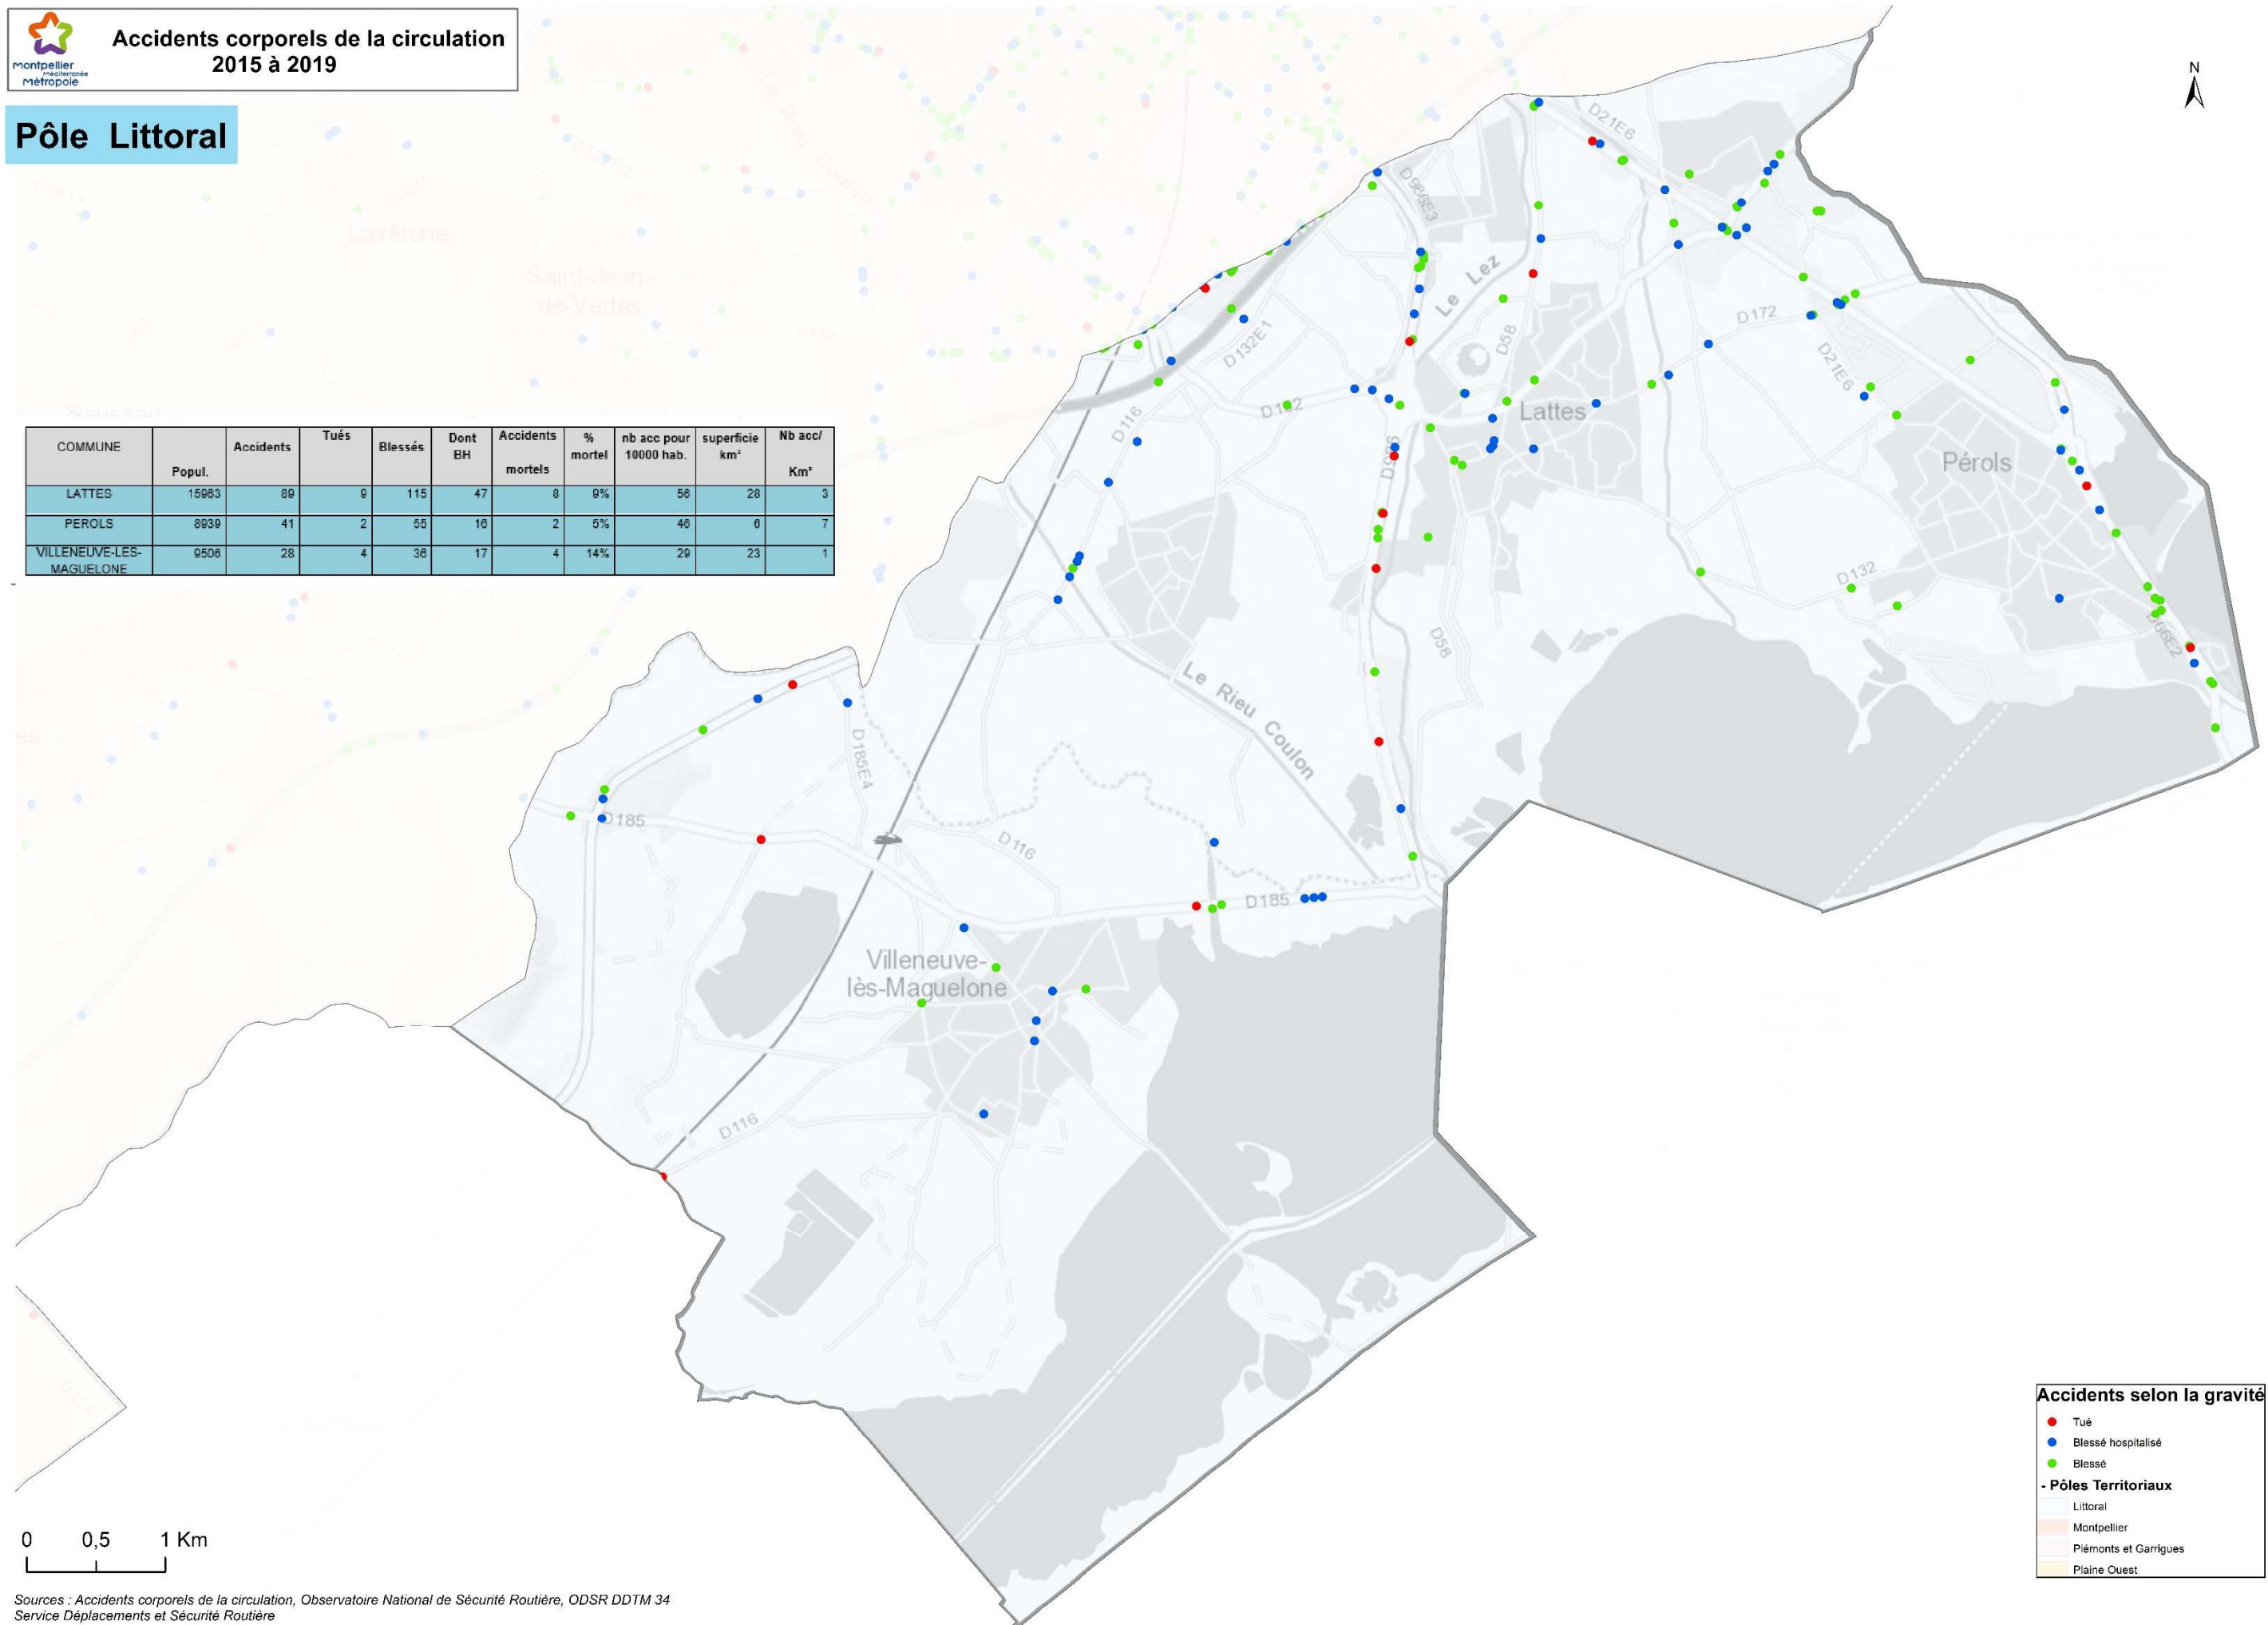 Montpellier
Méditerranée
Métropole
Accidents corporels de la circulation
2015 à 2019
Pôle Littoral
N
D21E6
D986E3
Le Rieu Coulon
Lavérune
Saint-Jean-
de-Védas
Saussan
Le Lez
D132E1
D58
D172
D21E6
D116
D132
Lattes
D986
Pérols
COMMUNE Popul. Accidents Tués Blessés Dont BH Accidents mortels % mortel nb acc pour 10000 hab. superficie km² Nb acc/ Km²
LATTES 15963 89 9 115 47 8 9% 56 28 3
PEROLS 8939 41 2 55 16 2 5% 46 6 7
VILLENEUVE-LES-MAGUELONE 9506 28 4 36 17 4 14% 29 23 1
D132
D58
D66E2
Le Rieu Coulon
D185E4
D185
D116
D185
Villeneuve-
lès-Maguelone
D116
D114
Accidents selon la gravité
Tué
Blessé hospitalisé
Blessé
- Pôles Territoriaux
Littoral
Montpellier
Piémonts et Garrigues
Plaine Ouest
0 0,5 1 Km
Sources : Accidents corporels de la circulation, Observatoire National de Sécurité Routière, ODSR DDTM 34
Service Déplacements et Sécurité Routière